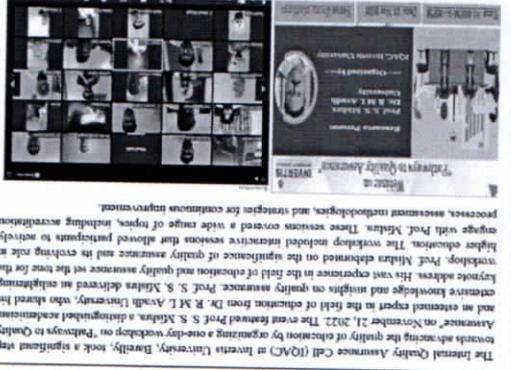 The Internal Quality Assurance Cell (IQAC) at Invertis University, Bareilly, took a significant step
towards advancing the quality of education by organizing a one-day workshop on "Pathways to Quality
Assurance" on November 21, 2022. The event featured Prof. S. S. Mishra, a distinguished academician
and an esteemed expert in the field of education from Dr. R M L Avadh University, who shared his
extensive knowledge and insights on quality assurance. Prof. S. S. Mishra delivered an enlightening
keynote address. His vast experience in the field of education and quality assurance set the tone for the
workshop. Prof. Mishra elaborated on the significance of quality assurance and its evolving role in
higher education. The workshop included interactive sessions that allowed participants to actively
engage with Prof. Mishra. These sessions covered a wide range of topics, including accreditation
processes, assessment methodologies, and strategies for continuous improvement.
Webinar on
"Pathways to Quality Assurance"
INVERTIS
Resource Person:
Prof. S. S. Mishra
Dr. R M L Avadh
University
Organized by
IQAC, Invertis University